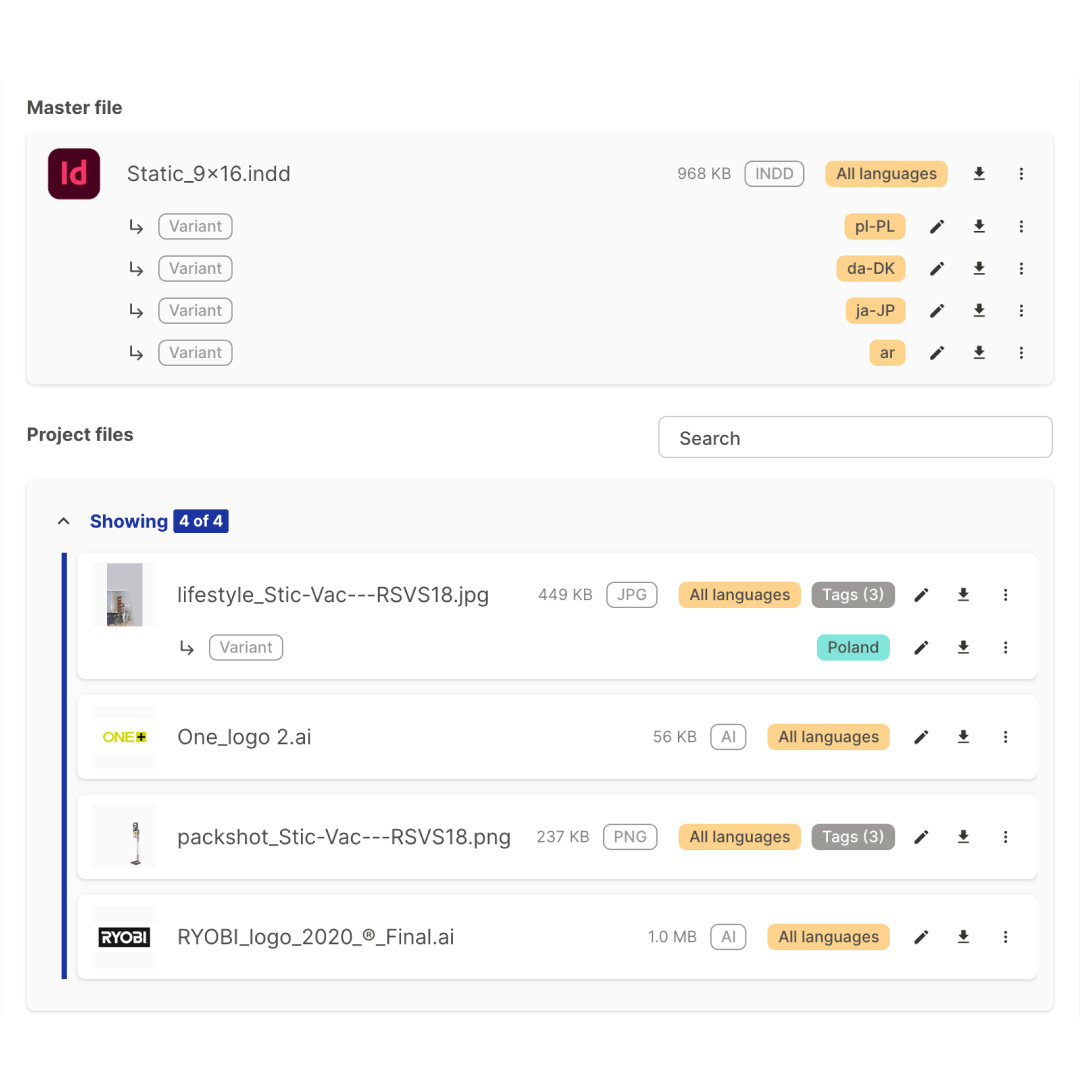 Master file
Id Static_9×16.indd 968 KB INDD All languages
Variant pl-PL
Variant da-DK
Variant ja-JP
Variant ar
Project files Search
Showing 4 of 4
lifestyle_Stic-Vac---RSVS18.jpg 449 KB JPG All languages Tags (3)
Variant Poland
ONE+ One_logo 2.ai 56 KB AI All languages
packshot_Stic-Vac---RSVS18.png 237 KB PNG All languages Tags (3)
RYOBI RYOBI_logo_2020_®_Final.ai 1.0 MB AI All languages